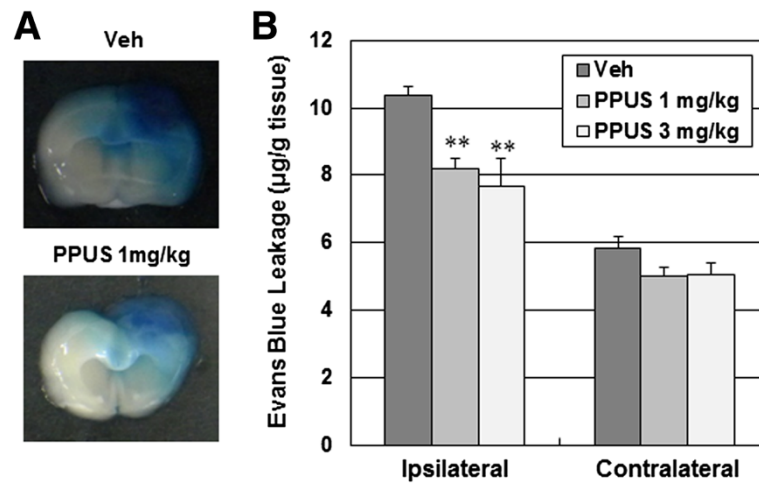 A
Veh
PPUS 1mg/kg
B
Evans Blue Leakage (µg/g tissue)
12
10
8
6
4
2
0
** **
Veh
PPUS 1 mg/kg
PPUS 3 mg/kg
Ipsilateral Contralateral